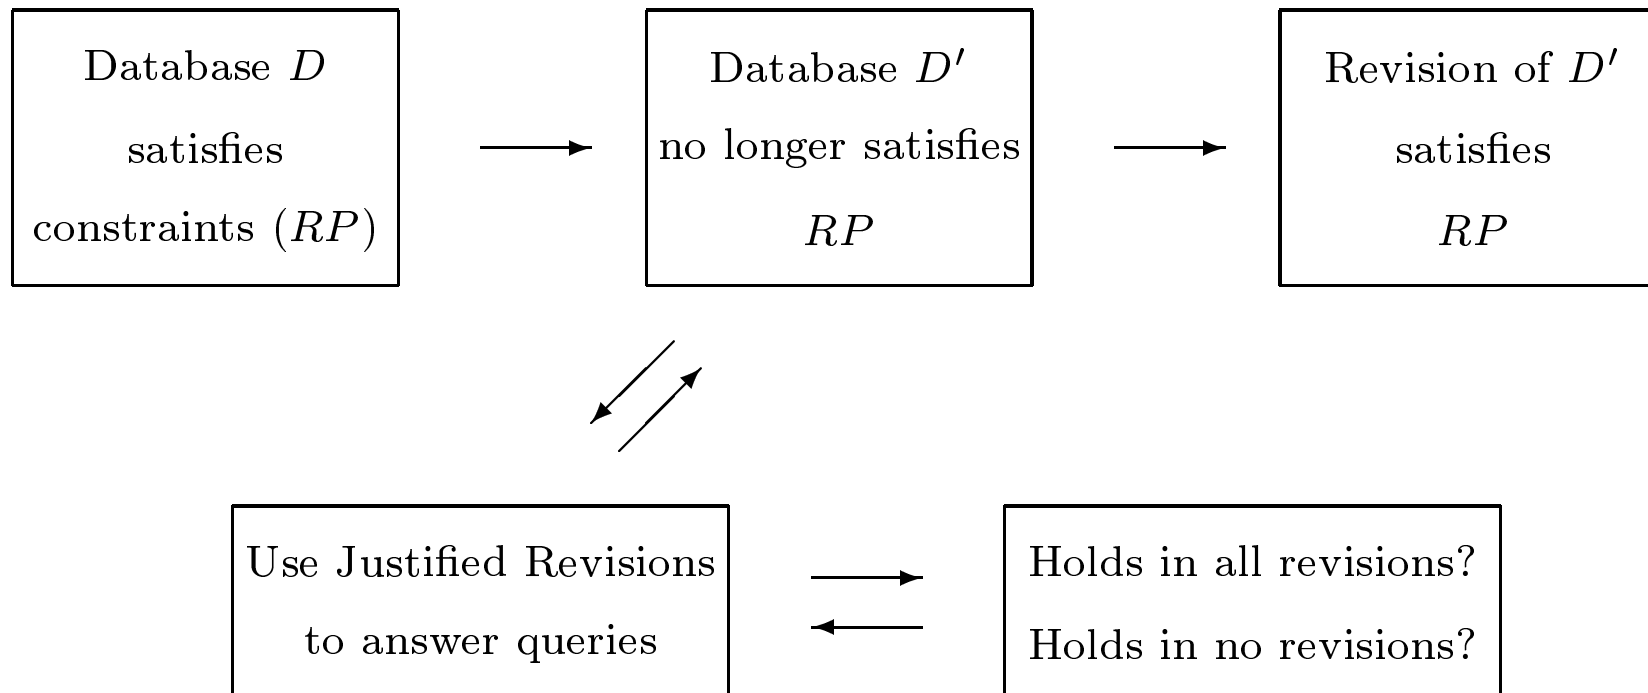 Database D
satisfies
constraints (RP)
Database D′
no longer satisfies
RP
Revision of D′
satisfies
RP
Use Justified Revisions
to answer queries
Holds in all revisions?
Holds in no revisions?